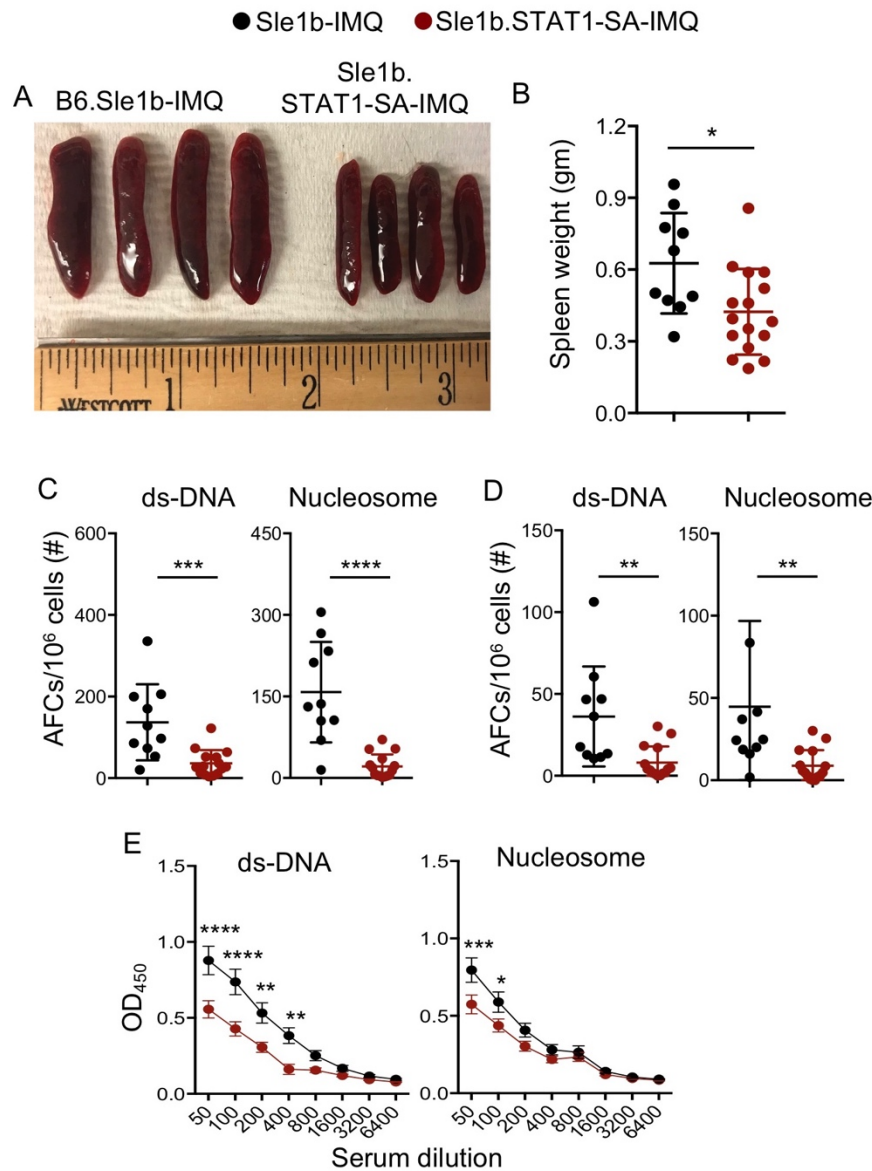 Sle1b-IMQ Sle1b.STAT1-SA-IMQ
A
B6.Sle1b-IMQ
Sle1b.
STAT1-SA-IMQ
WESTCOTT 1 2 3
B
Spleen weight (gm)
1.2
0.9
0.6
0.3
0.0
*
C
ds-DNA
Nucleosome
AFCs/10⁶ cells (#)
600
400
200
0
***
450
300
150
0
****
D
ds-DNA
Nucleosome
AFCs/10⁶ cells (#)
150
100
50
0
**
150
100
50
0
**
E
ds-DNA
Nucleosome
OD₄₅₀
1.5
1.0
0.5
0.0
****
****
**
**
50 100 200 400 800 1600 3200 6400
1.5
1.0
0.5
0.0
***
*
50 100 200 400 800 1600 3200 6400
Serum dilution